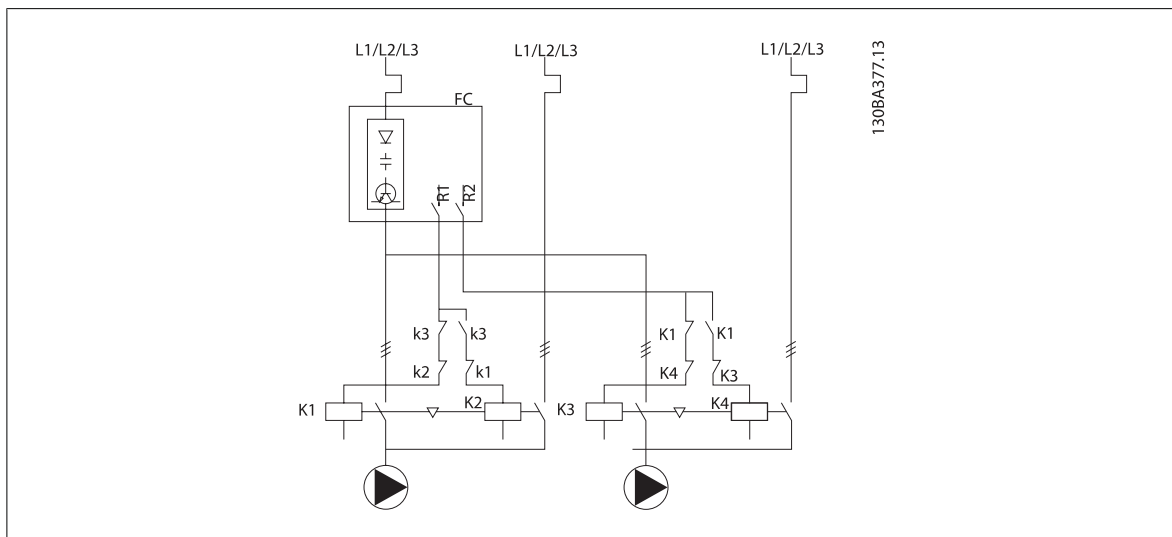 L1/L2/L3
L1/L2/L3
L1/L2/L3
130BA377.13
FC
R1
R2
k3
k3
K1
K1
k2
k1
K4
K3
K1
K2
K3
K4